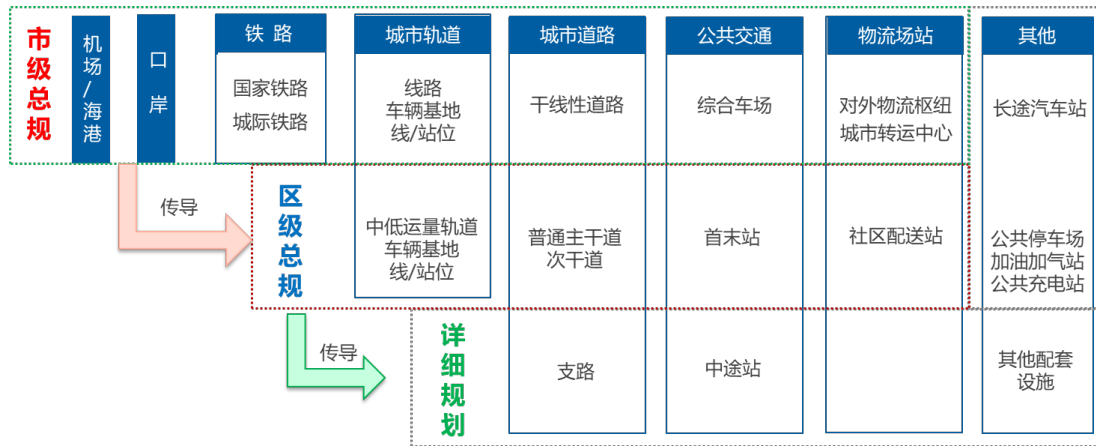 市级总规
机场/海港
口岸
铁 路
城市轨道
城市道路
公共交通
物流场站
其他
国家铁路
城际铁路
线路
车辆基地
线/站位
干线性道路
综合车场
对外物流枢纽
城市转运中心
长途汽车站
传导
区级总规
中低运量轨道
车辆基地
线/站位
普通主干道
次干道
首末站
社区配送站
公共停车场
加油加气站
公共充电站
传导
详细规划
支路
中途站
其他配套
设施